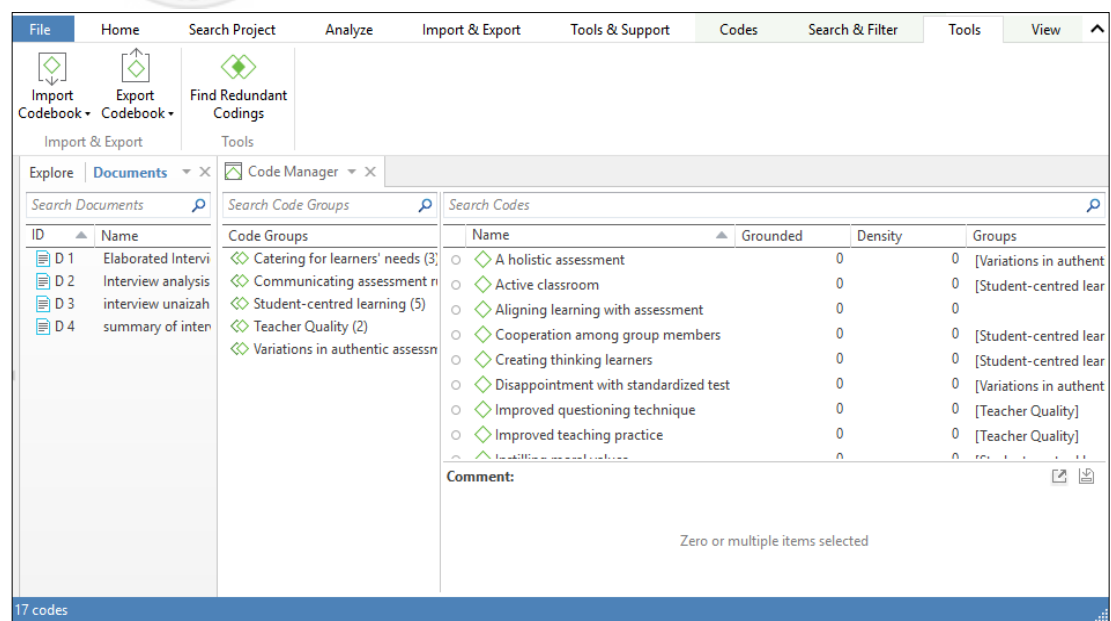 File Home Search Project Analyze Import & Export Tools & Support Codes Search & Filter Tools View
Import Codebook
Export Codebook
Find Redundant Codings
Import & Export Tools
Explore Documents Code Manager
Search Documents Search Code Groups Search Codes
ID Name Code Groups Name Grounded Density Groups
D 1 Elaborated Intervi Catering for learners' needs (3) A holistic assessment 0 0 [Variations in authent
D 2 Interview analysis Communicating assessment r Active classroom 0 0 [Student-centred lear
D 3 interview unaizah Student-centred learning (5) Aligning learning with assessment 0 0
D 4 summary of interv Teacher Quality (2) Cooperation among group members 0 0 [Student-centred lear
Variations in authentic assessm Creating thinking learners 0 0 [Student-centred lear
Disappointment with standardized test 0 0 [Variations in authent
Improved questioning technique 0 0 [Teacher Quality]
Improved teaching practice 0 0 [Teacher Quality]
Instilling moral values 0 0
Comment:
Zero or multiple items selected
17 codes